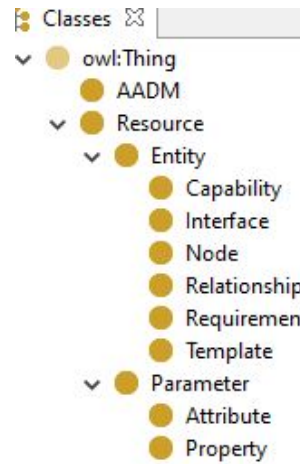 Classes
owl:Thing
AADM
Resource
Entity
Capability
Interface
Node
Relationship
Requiremen
Template
Parameter
Attribute
Property